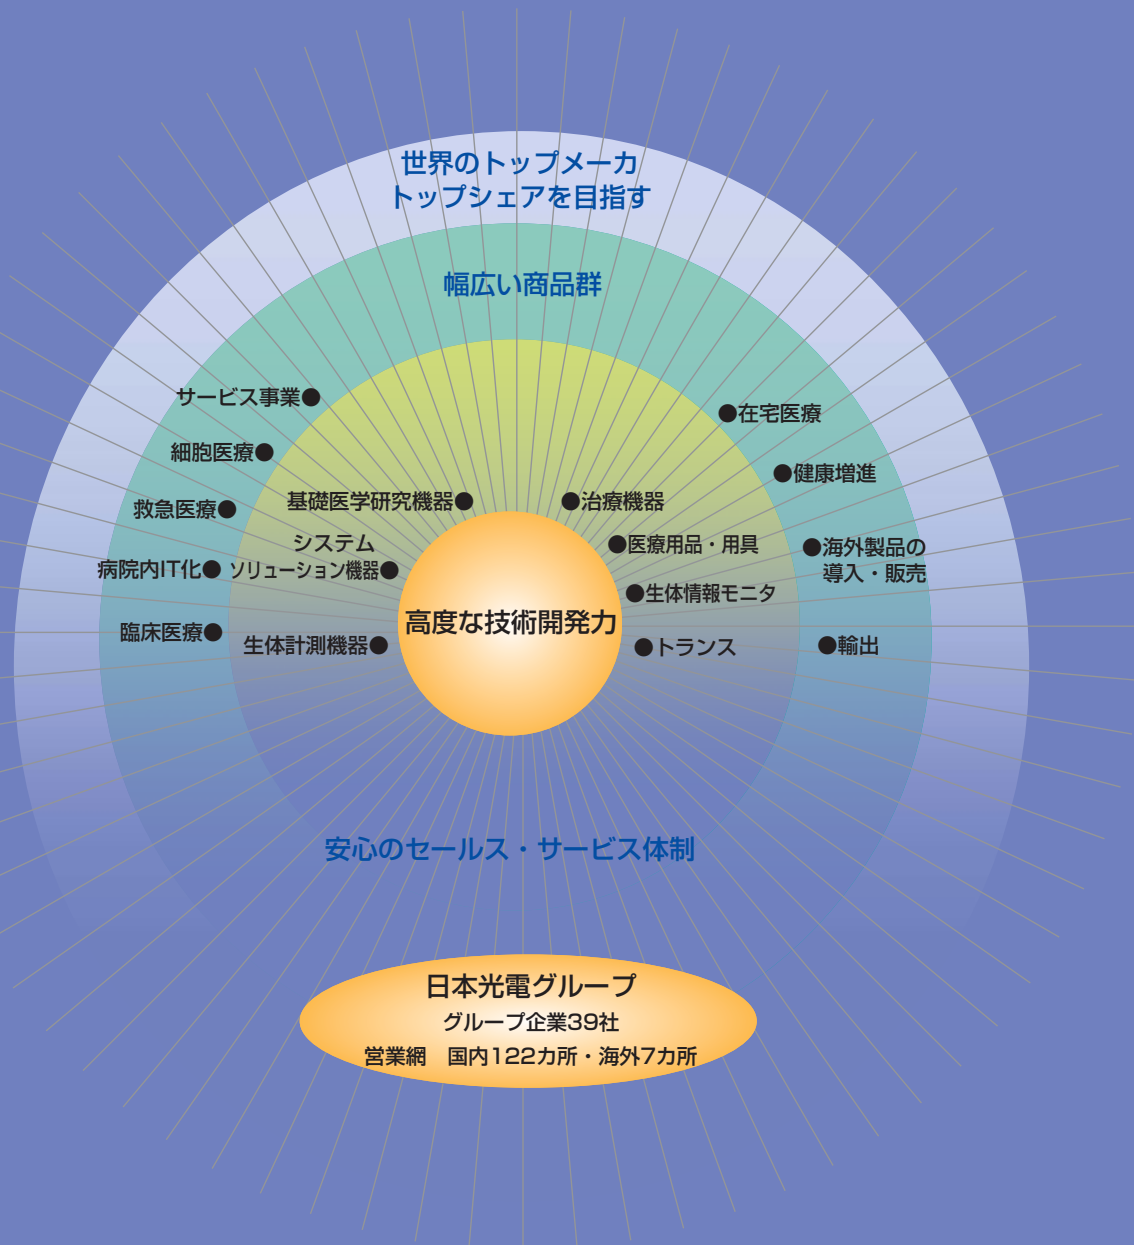 世界のトップメーカ
トップシェアを目指す
幅広い商品群
サービス事業●
細胞医療●
救急医療●
病院内IT化●
臨床医療●
●在宅医療
●健康増進
●海外製品の
導入・販売
●輸出
基礎医学研究機器●
システム
ソリューション機器●
生体計測機器●
●治療機器
●医療用品・用具
●生体情報モニタ
●トランス
高度な技術開発力
安心のセールス・サービス体制
日本光電グループ
グループ企業39社
営業網　国内122カ所・海外7カ所